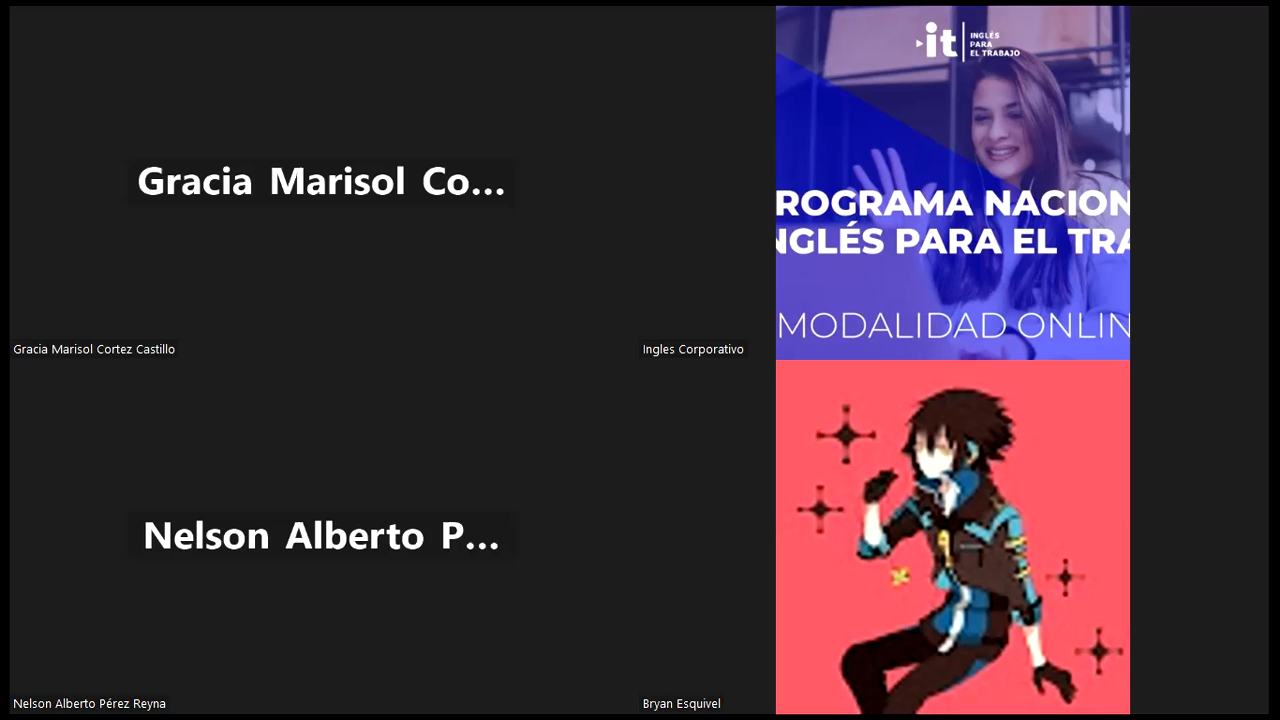 Gracia Marisol Co...
Gracia Marisol Cortez Castillo
it
INGLÉS
PARA
EL TRABAJO
ROGRAMA NACION
NGLÉS PARA EL TRA
MODALIDAD ONLIN
Ingles Corporativo
Nelson Alberto P...
Nelson Alberto Pérez Reyna
Bryan Esquivel